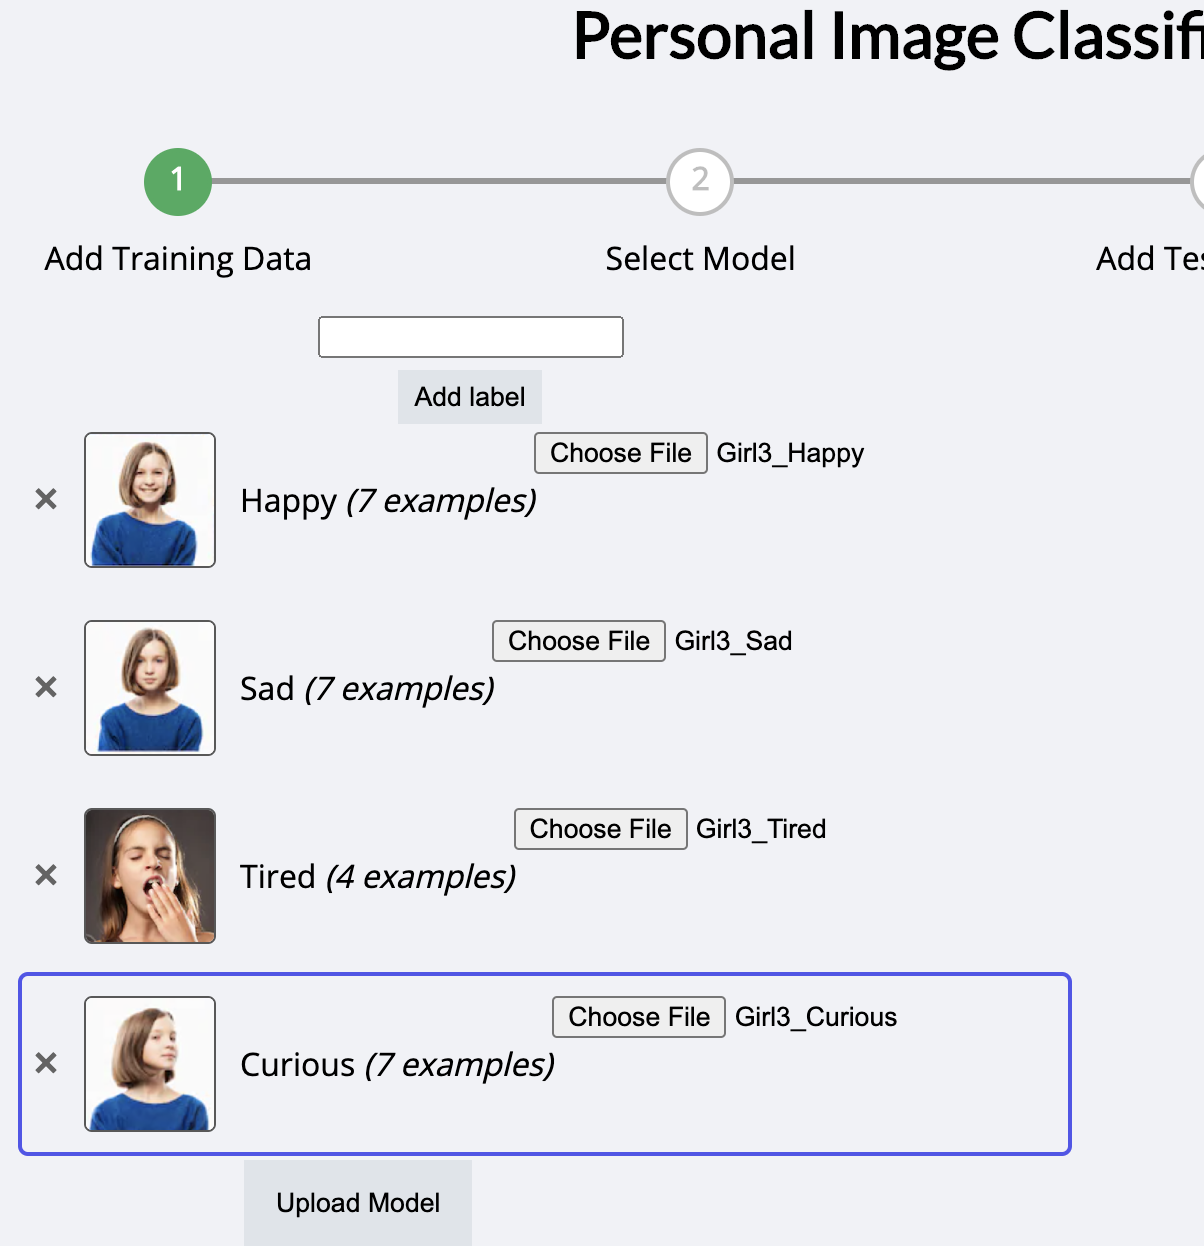 Personal Image Classifi
1
2
Add Training Data
Select Model
Add Tes
Add label
Choose File Girl3_Happy
× Happy (7 examples)
Choose File Girl3_Sad
× Sad (7 examples)
Choose File Girl3_Tired
× Tired (4 examples)
Choose File Girl3_Curious
× Curious (7 examples)
Upload Model